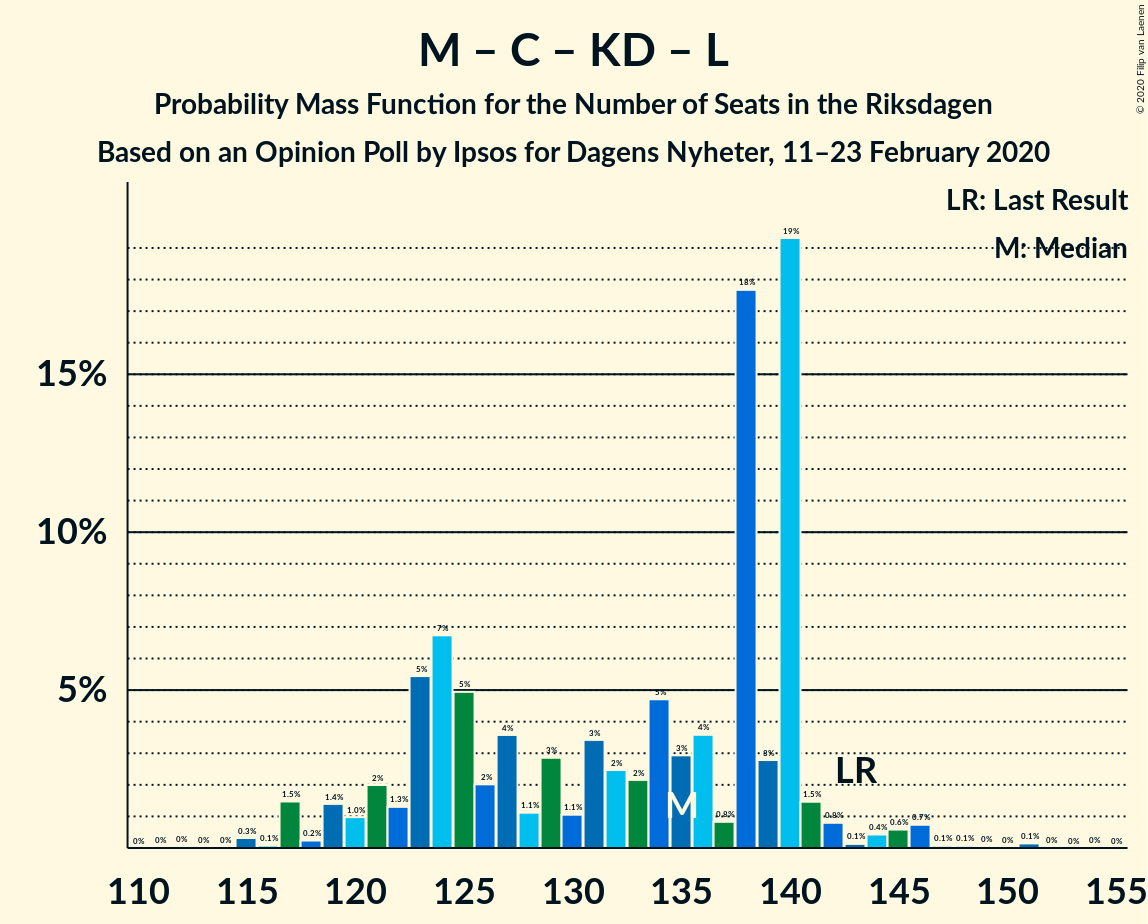 M – C – KD – L
Probability Mass Function for the Number of Seats in the Riksdagen
Based on an Opinion Poll by Ipsos for Dagens Nyheter, 11–23 February 2020
© 2020 Filip van Laenen
LR: Last Result
M: Median
15%
10%
5%
0% 0% 0% 0% 0% 0.3% 0.1% 1.5% 0.2% 1.4% 1.0% 2% 1.3% 5% 7% 5% 2% 4% 1.1% 3% 1.1% 3% 2% 2% 5% 3% 4% 0.8% 18% 3% 19% 1.5% 0.8% 0.1% 0.4% 0.6% 0.7% 0.1% 0.1% 0% 0% 0.1% 0% 0% 0% 0%
M
LR
110 115 120 125 130 135 140 145 150 155